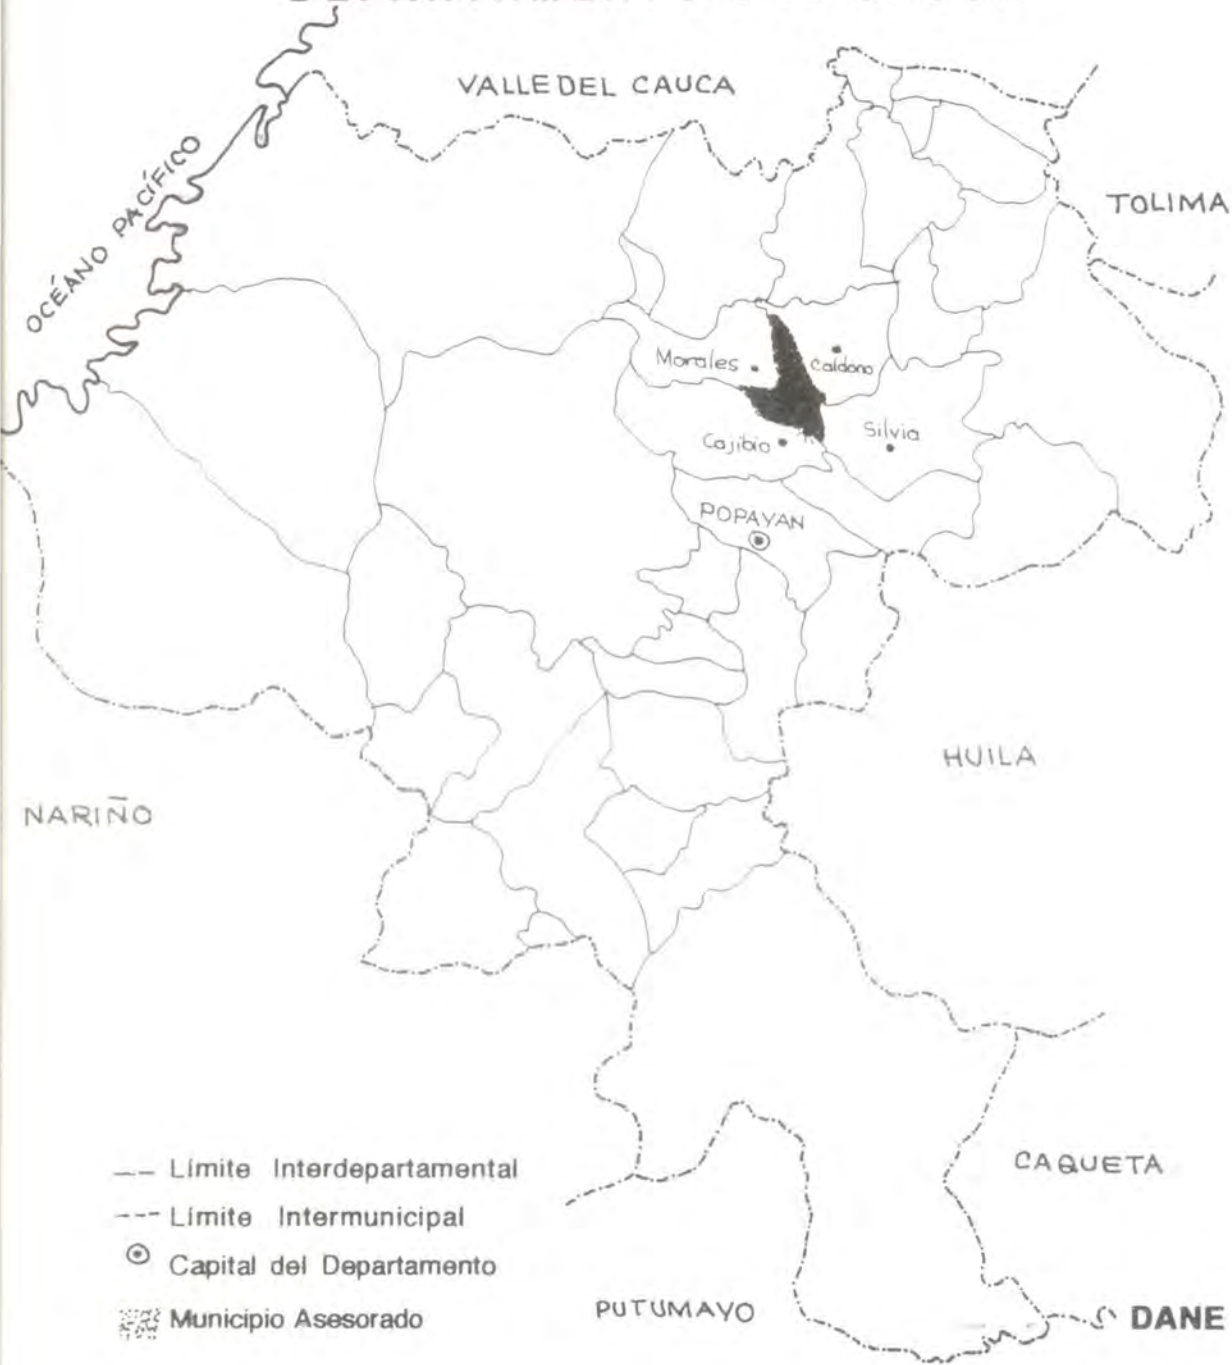 VALLE DEL CAUCA
OCÉANO PACÍFICO
TOLIMA
Morales
Caldono
Cajibio
Silvia
POPAYAN
HUILA
NARIÑO
CAQUETA
PUTUMAYO
Límite Interdepartamental
Límite Intermunicipal
Capital del Departamento
Municipio Asesorado
DANE